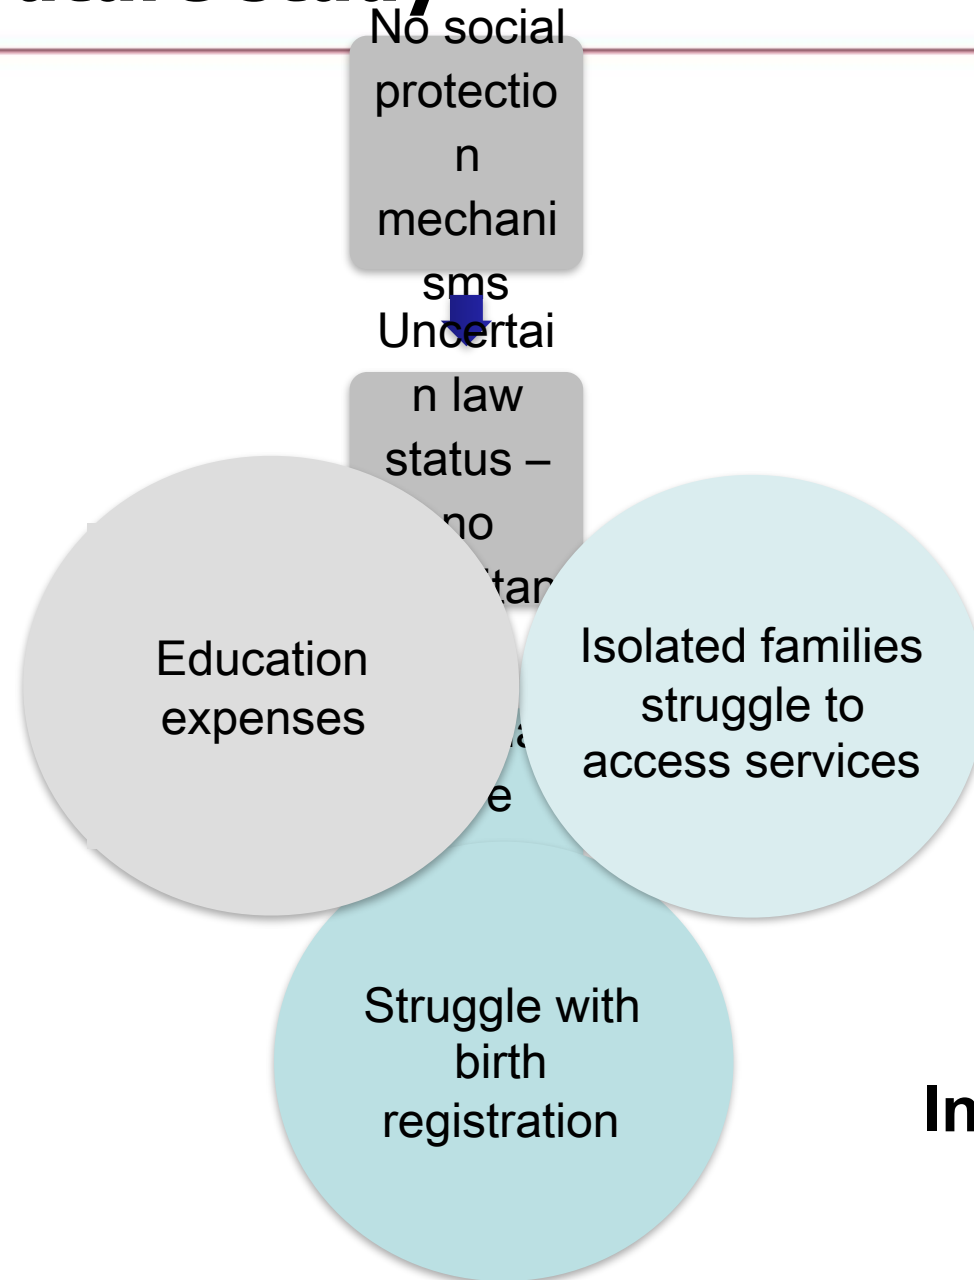 No social
protectio
n
mechani
sms
Uncertai
n law
status –
no
Education
expenses
Isolated families
struggle to
access services
e
Struggle with
birth
registration
In